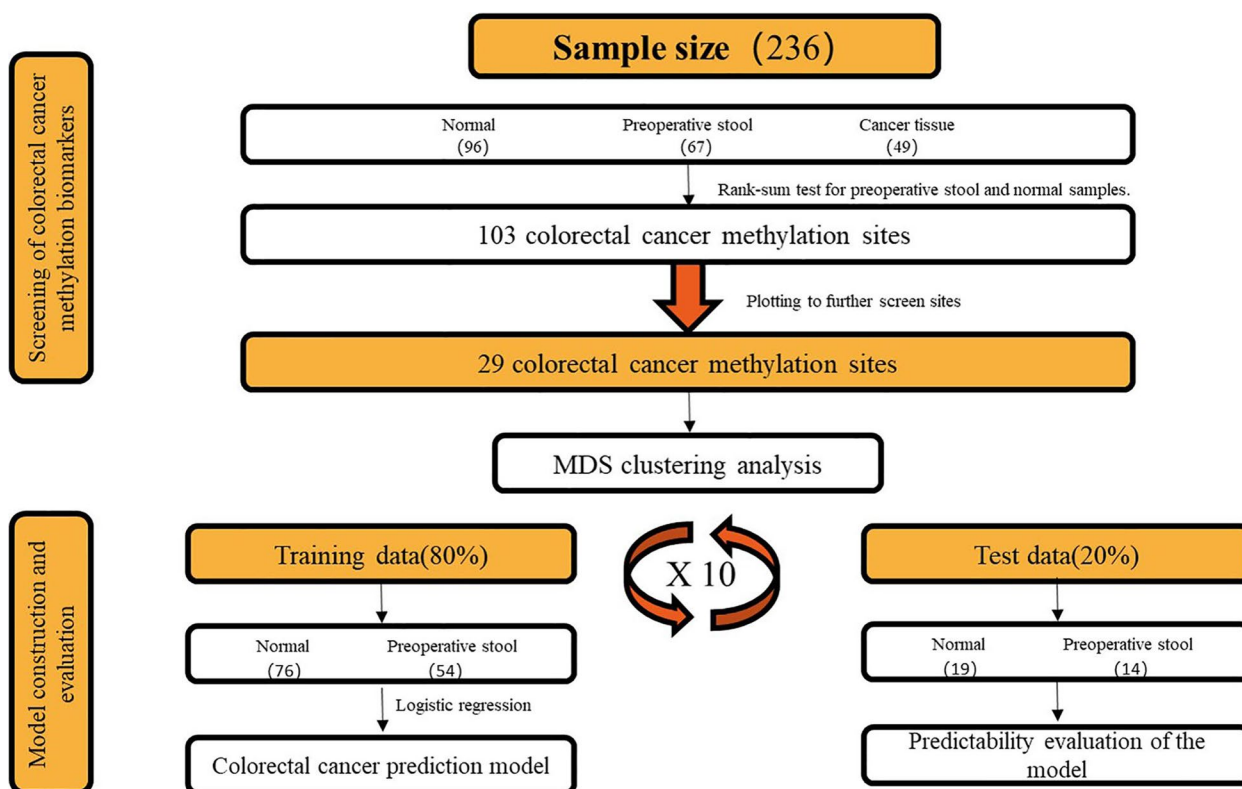 Sample size (236)
Screening of colorectal cancer
methylation biomarkers
Normal
(96)
Preoperative stool
(67)
Cancer tissue
(49)
Rank-sum test for preoperative stool and normal samples.
103 colorectal cancer methylation sites
Plotting to further screen sites
29 colorectal cancer methylation sites
MDS clustering analysis
Model construction and
evaluation
Training data(80%)
X 10
Test data(20%)
Normal
(76)
Preoperative stool
(54)
Normal
(19)
Preoperative stool
(14)
Logistic regression
Colorectal cancer prediction model
Predictability evaluation of the
model